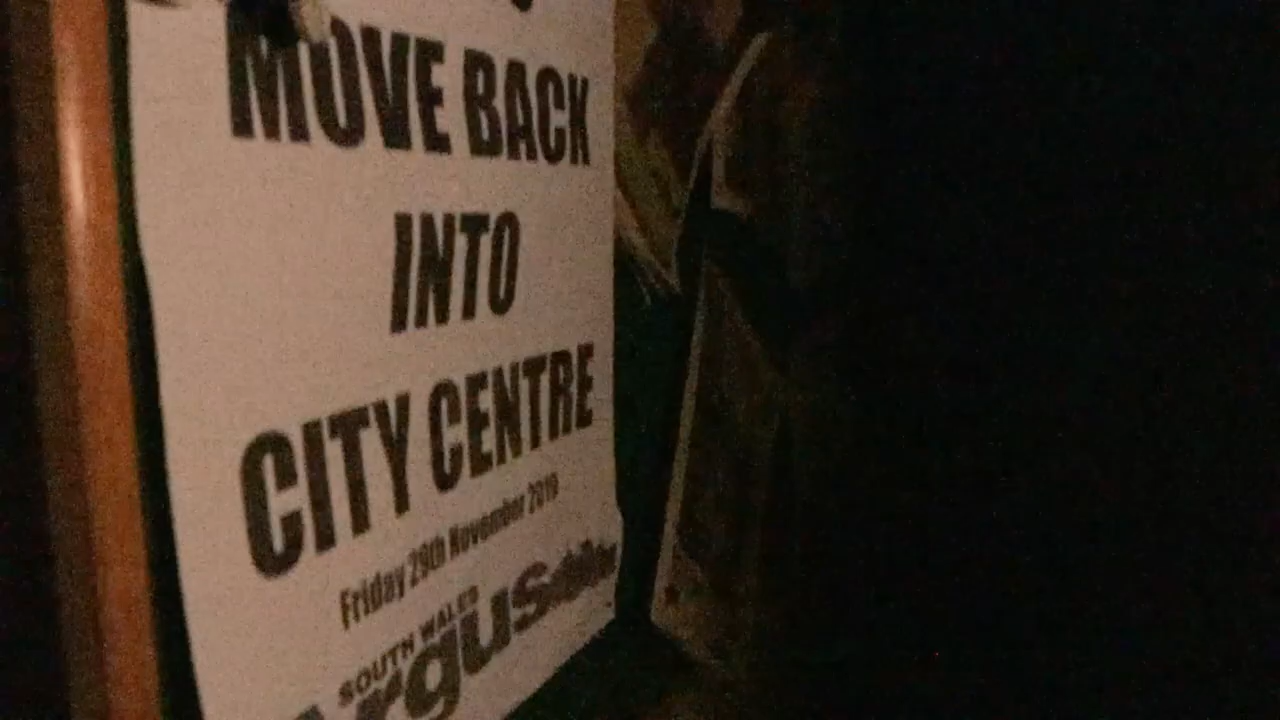 MOVE BACK
INTO
CITY CENTRE
Friday 29th November 2019
SOUTH WALES
Argus